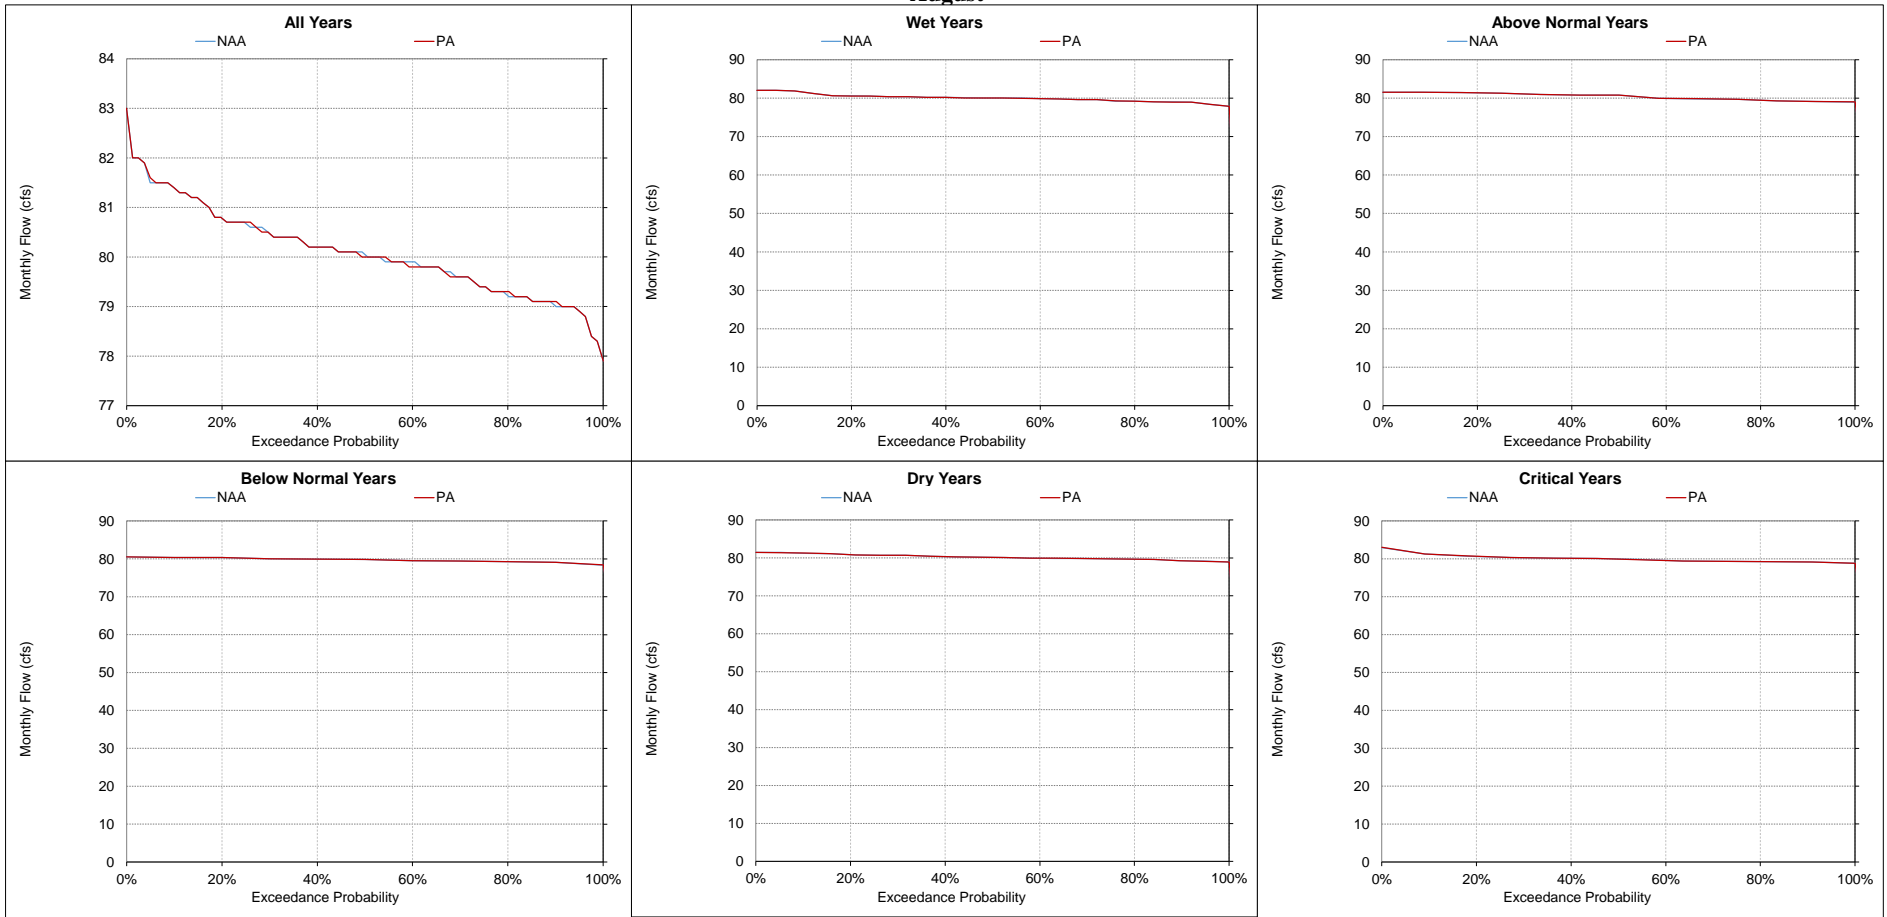 August
All Years
NAA PA
84
83
82
81
80
79
78
77
0% 20% 40% 60% 80% 100%
Monthly Flow (cfs)
Exceedance Probability
Wet Years
NAA PA
90
80
70
60
50
40
30
20
10
0
0% 20% 40% 60% 80% 100%
Monthly Flow (cfs)
Exceedance Probability
Above Normal Years
NAA PA
90
80
70
60
50
40
30
20
10
0
0% 20% 40% 60% 80% 100%
Monthly Flow (cfs)
Exceedance Probability
Below Normal Years
NAA PA
90
80
70
60
50
40
30
20
10
0
0% 20% 40% 60% 80% 100%
Monthly Flow (cfs)
Exceedance Probability
Dry Years
NAA PA
90
80
70
60
50
40
30
20
10
0
0% 20% 40% 60% 80% 100%
Monthly Flow (cfs)
Exceedance Probability
Critical Years
NAA PA
90
80
70
60
50
40
30
20
10
0
0% 20% 40% 60% 80% 100%
Monthly Flow (cfs)
Exceedance Probability